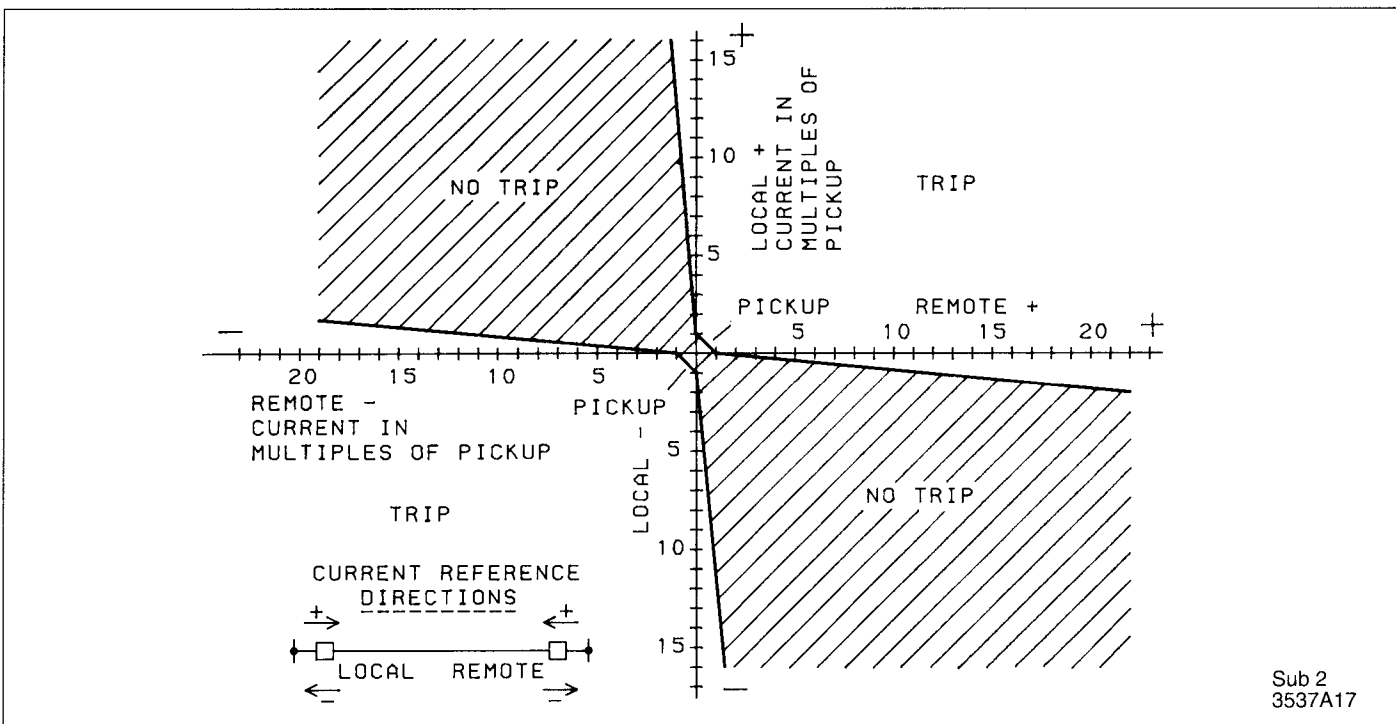 +
15
10
5
LOCAL +
CURRENT IN
MULTIPLES OF
PICKUP
NO TRIP
TRIP
PICKUP
REMOTE +
5 10 15 20
+
—
20 15 10 5
REMOTE -
CURRENT IN
MULTIPLES OF PICKUP
PICKUP
LOCAL -
5
10
15
—
NO TRIP
TRIP
CURRENT REFERENCE
DIRECTIONS
+ +
LOCAL REMOTE
- -
Sub 2
3537A17